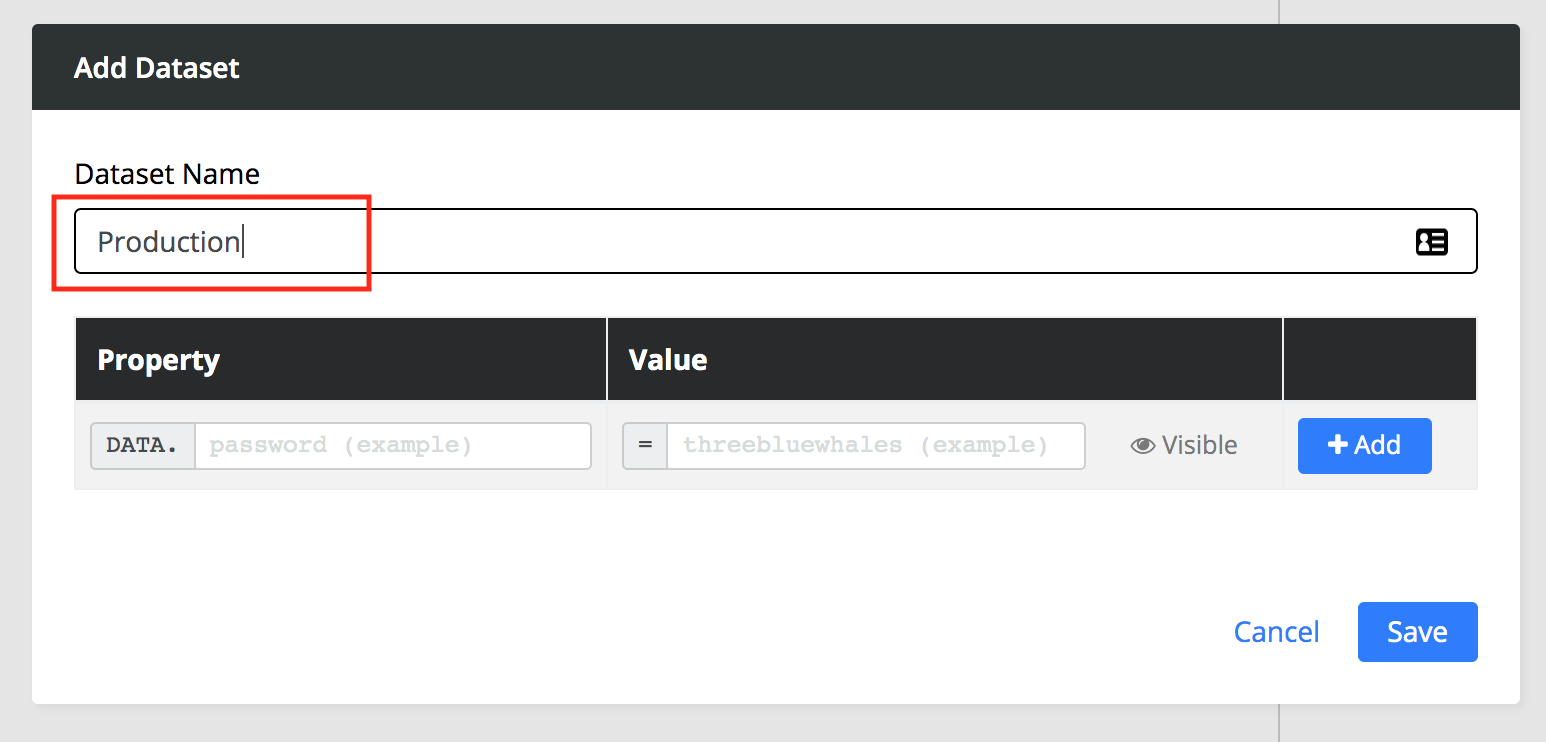 Add Dataset
Dataset Name
Production
Property Value
DATA. password (example) = threebluewhales (example) Visible Add
Cancel Save